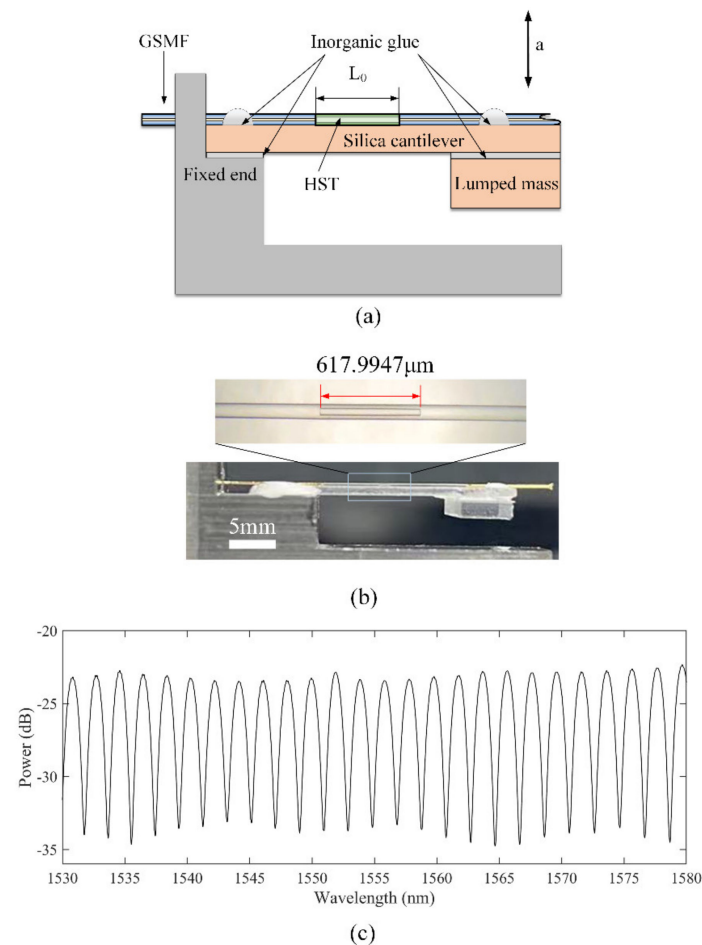 GSMF
Inorganic glue
a
L₀
Silica cantilever
Fixed end
HST
Lumped mass
(a)
617.9947μm
5mm
(b)
-20
-25
-30
-35
Power (dB)
1530 1535 1540 1545 1550 1555 1560 1565 1570 1575 1580
Wavelength (nm)
(c)